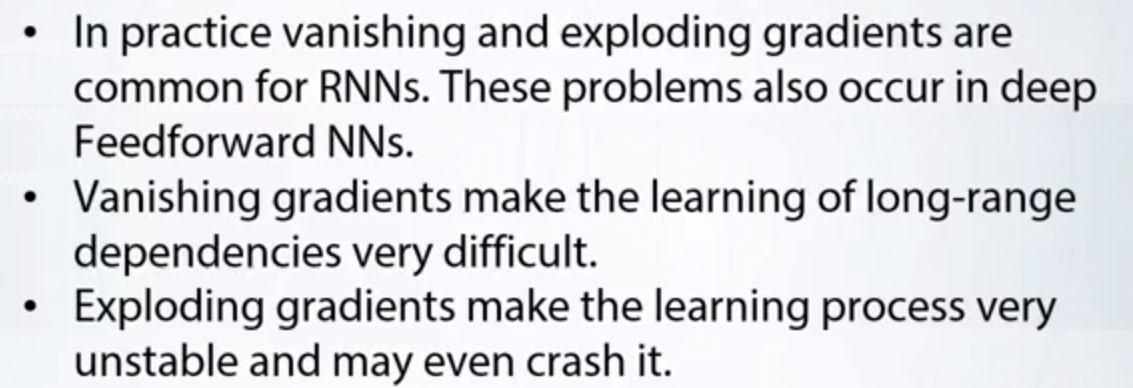 • In practice vanishing and exploding gradients are
common for RNNs. These problems also occur in deep
Feedforward NNs.
• Vanishing gradients make the learning of long-range
dependencies very difficult.
• Exploding gradients make the learning process very
unstable and may even crash it.